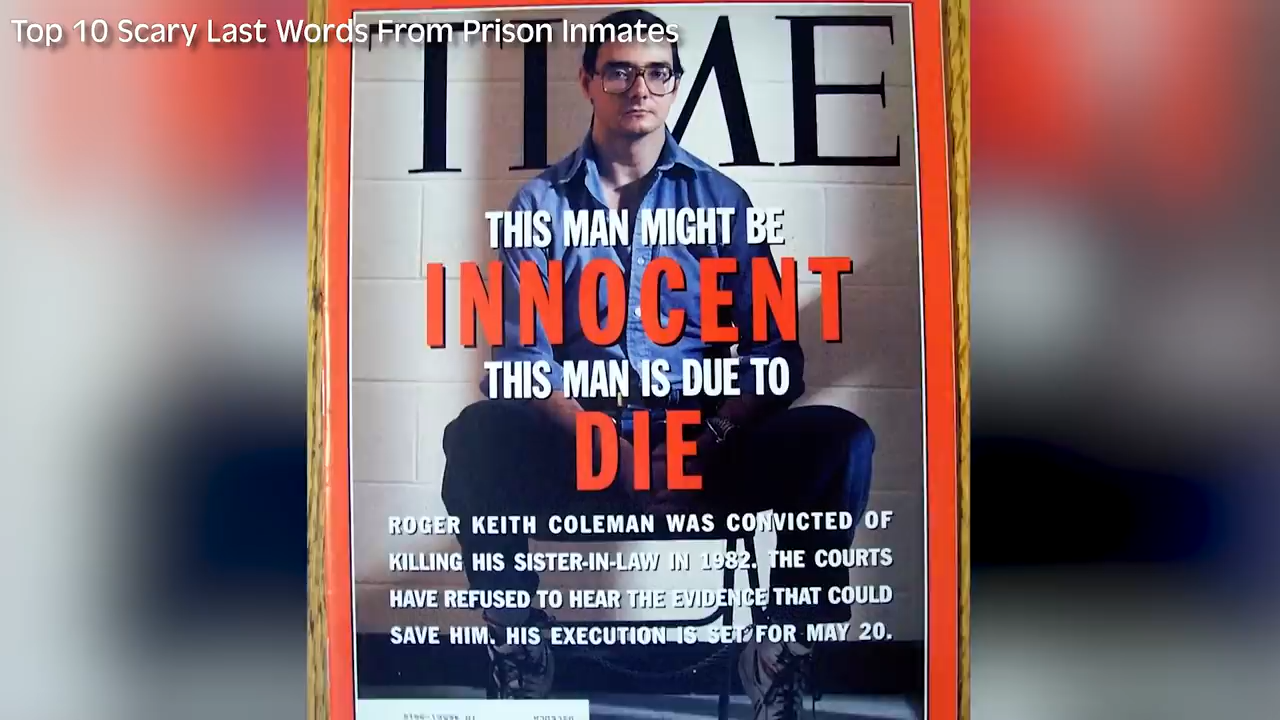 Top 10 Scary Last Words From Prison Inmates
TIME
THIS MAN MIGHT BE
INNOCENT
THIS MAN IS DUE TO
DIE
ROGER KEITH COLEMAN WAS CONVICTED OF
KILLING HIS SISTER-IN-LAW IN 1982. THE COURTS
HAVE REFUSED TO HEAR THE EVIDENCE THAT COULD
SAVE HIM. HIS EXECUTION IS SET FOR MAY 20.